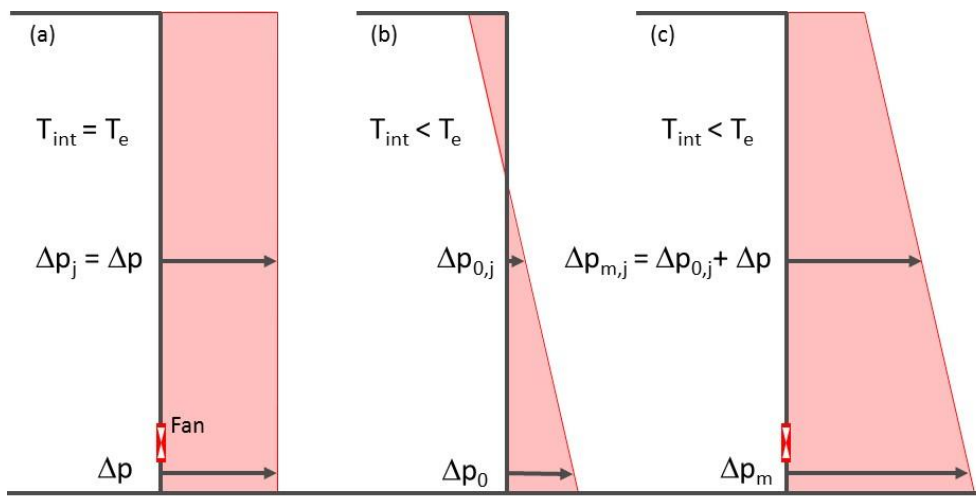 (a)
T_int = T_e
Δp_j = Δp
Fan
Δp
(b)
T_int < T_e
Δp_0,j
Δp_0
(c)
T_int < T_e
Δp_m,j = Δp_0,j + Δp
Δp_m